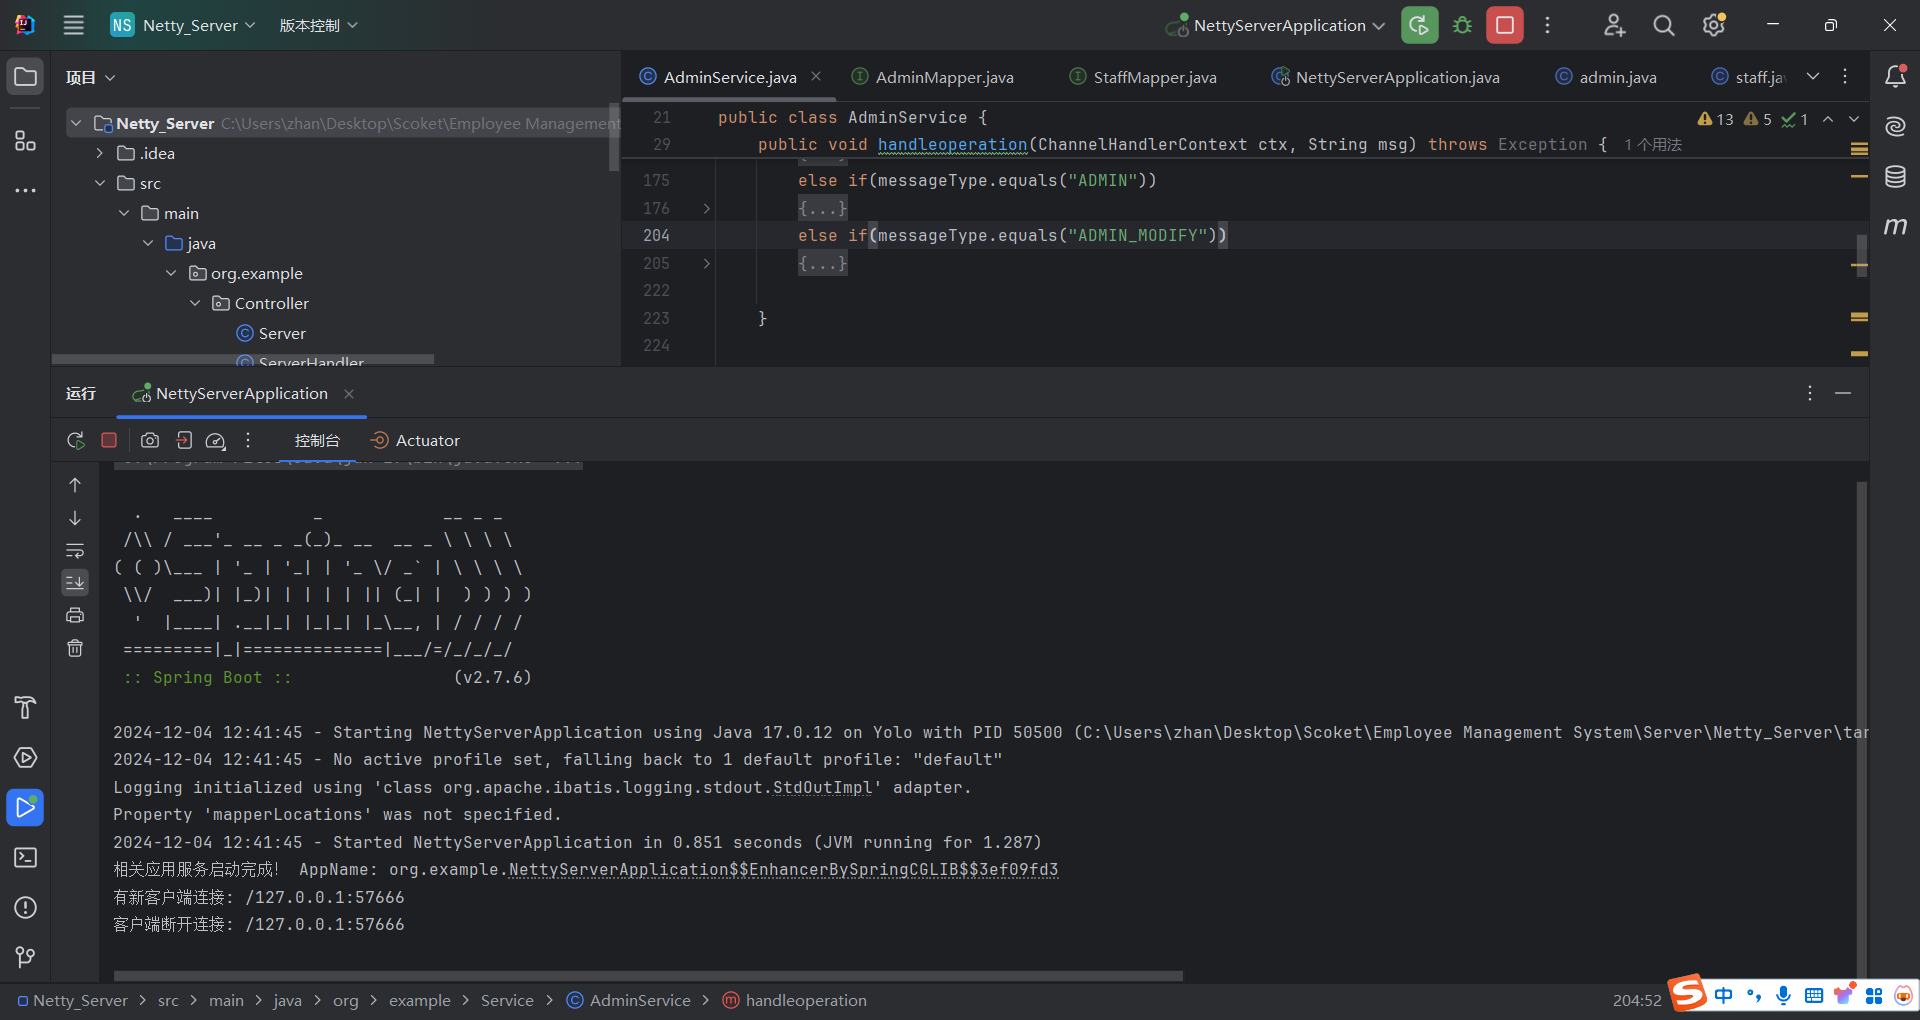 NS Netty_Server 版本控制 NettyServerApplication
项目
Netty_Server C:\Users\zhan\Desktop\Scoket\Employee Management
.idea
src
main
java
org.example
Controller
Server
ServerHandler
AdminService.java AdminMapper.java StaffMapper.java NettyServerApplication.java admin.java staff.ja
21 public class AdminService {
13 5 1
29 public void handleoperation(ChannelHandlerContext ctx, String msg) throws Exception { 1 个用法
175 else if(messageType.equals("ADMIN"))
176 {...}
204 else if(messageType.equals("ADMIN_MODIFY"))
205 {...}
222
223 }
224
运行 NettyServerApplication
控制台 Actuator
  .   ____          _            __ _ _
 /\\ / ___'_ __ _ _(_)_ __  __ _ \ \ \ \
( ( )\___ | '_ | '_| | '_ \/ _` | \ \ \ \
 \\/  ___)| |_)| | | | | || (_| |  ) ) ) )
  '  |____| .__|_| |_|_| |_\__, | / / / /
 =========|_|==============|___/=/_/_/_/
 :: Spring Boot ::                (v2.7.6)
2024-12-04 12:41:45 - Starting NettyServerApplication using Java 17.0.12 on Yolo with PID 50500 (C:\Users\zhan\Desktop\Scoket\Employee Management System\Server\Netty_Server\tar
2024-12-04 12:41:45 - No active profile set, falling back to 1 default profile: "default"
Logging initialized using 'class org.apache.ibatis.logging.stdout.StdOutImpl' adapter.
Property 'mapperLocations' was not specified.
2024-12-04 12:41:45 - Started NettyServerApplication in 0.851 seconds (JVM running for 1.287)
相关应用服务启动完成! AppName: org.example.NettyServerApplication$$EnhancerBySpringCGLIB$$3ef09fd3
有新客户端连接: /127.0.0.1:57666
客户端断开连接: /127.0.0.1:57666
Netty_Server > src > main > java > org > example > Service > AdminService > handleoperation
204:52
中